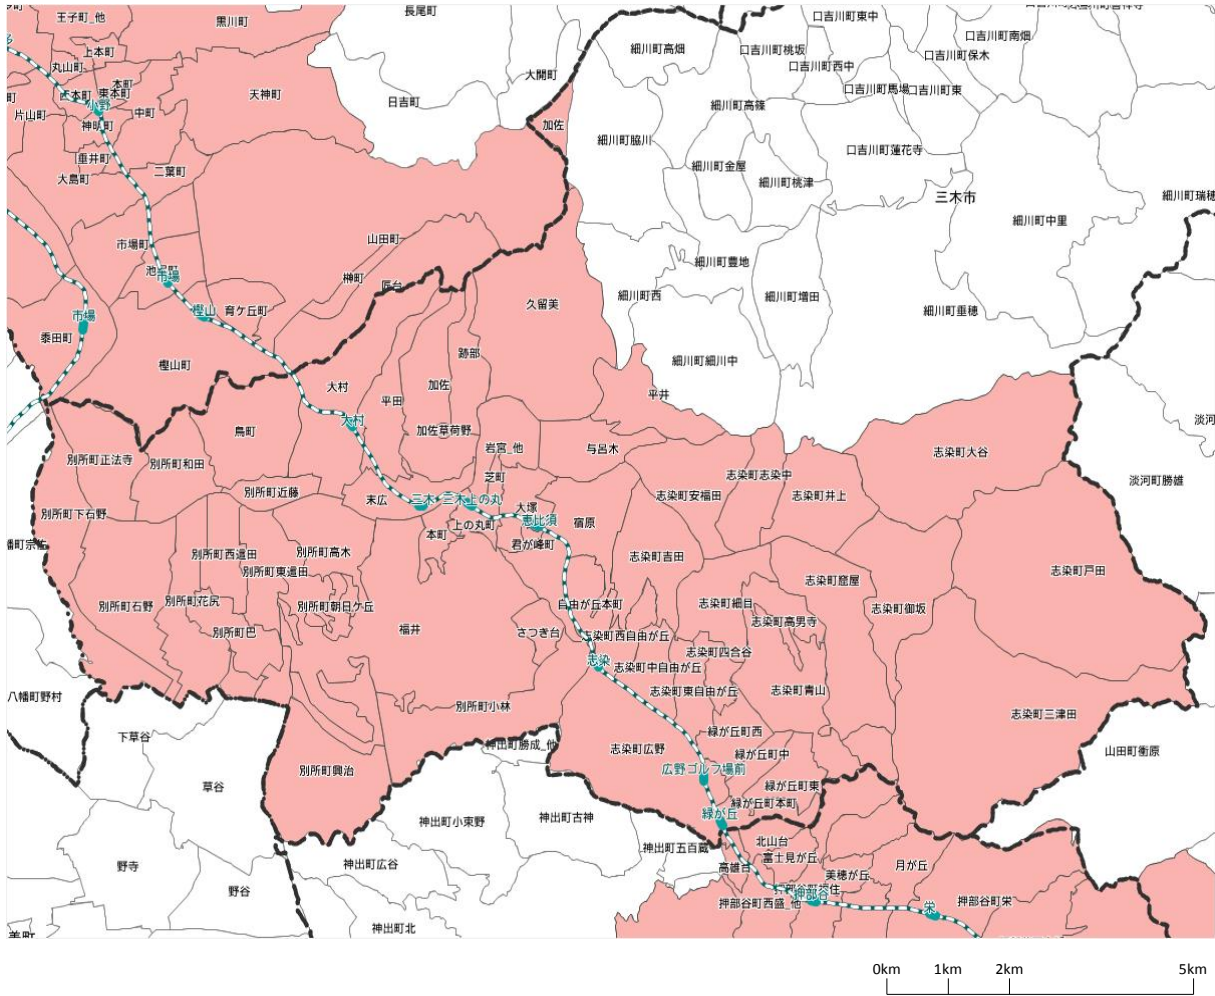 王子町_他
黒川町
長尾町
口吉川町東中
細川町高畑
口吉川町桃坂
口吉川町南畑
口吉川町保木
上本町
丸山町
口吉川町西中
大開町
本町
東本町
天神町
日吉町
口吉川町馬場
口吉川町東
細川町高篠
小野
片山町
中町
神明町
加佐
細川町脇川
口吉川町蓮花寺
垂井町
細川町金屋
二葉町
大島町
細川町桃津
三木市
細川町瑞穂
細川町中里
山田町
市場町
細川町豊地
市場
榊町
匠台
細川町西
細川町増田
久留美
樫山
育ケ丘町
細川町垂穂
市場
黍田町
跡部
細川町細川中
樫山町
大村
加佐
平井
平田
淡河
大村
鳥町
加佐草荷野
岩宮_他
与呂木
志染町大谷
別所町正法寺
別所町和田
芝町
志染町志染中
淡河町勝雄
別所町近藤
末広
三木
三木上の丸
志染町安福田
志染町井上
別所町下石野
大塚
恵比須
宿原
上の丸町
本町
君が峰町
別所町西這田
別所町高木
志染町吉田
別所町東這田
志染町戸田
志染町窟屋
別所町石野
別所町花尻
別所町朝日ケ丘
自由が丘本町
志染町細目
志染町御坂
志染町高男寺
福井
別所町巴
さつき台
志染町西自由が丘
志染町四合谷
志染
志染町中自由が丘
志染町東自由が丘
志染町青山
八幡町野村
別所町小林
志染町三津田
下草谷
緑が丘町西
神出町勝成_他
志染町広野
緑が丘町中
山田町衝原
別所町興治
広野ゴルフ場前
草谷
緑が丘町東
緑が丘町本町
神出町小束野
神出町古神
緑が丘
北山台
神出町五百蔵
富士見が丘
野寺
神出町広谷
高雄台
美穂が丘
月が丘
野谷
押部谷
押部谷町西盛_他
栄
押部谷町栄
神出町北
0km
1km
2km
5km